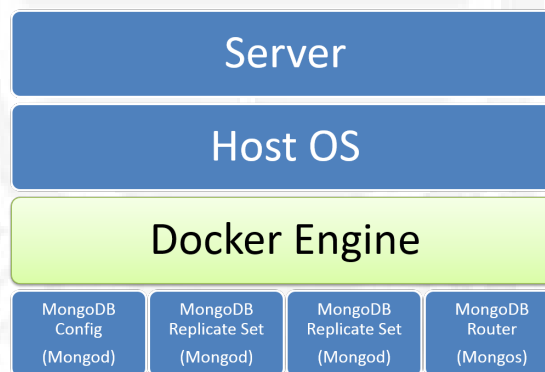 Server
Host OS
Docker Engine
MongoDB
Config
(Mongod)
MongoDB
Replicate Set
(Mongod)
MongoDB
Replicate Set
(Mongod)
MongoDB
Router
(Mongos)